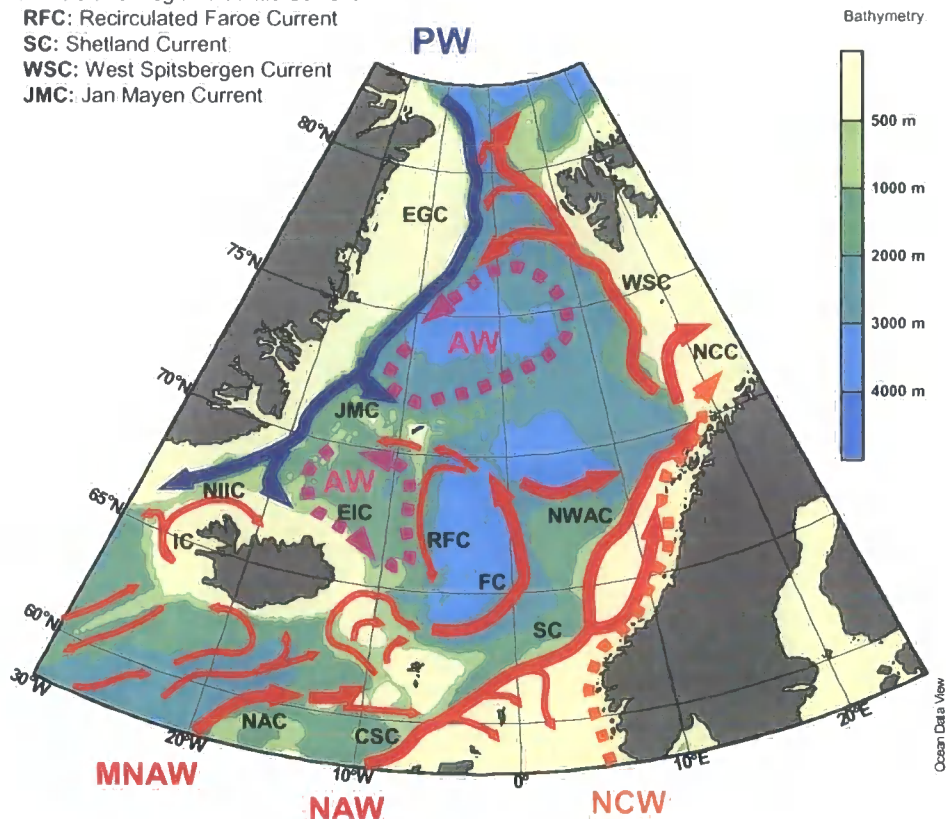 RFC: Recirculated Faroe Current
SC: Shetland Current
WSC: West Spitsbergen Current
JMC: Jan Mayen Current
PW
Bathymetry
500 m
1000 m
2000 m
3000 m
4000 m
80°N
75°N
70°N
65°N
60°N
30°W
20°W
10°W
0°
10°E
20°E
EGC
WSC
NCC
AW
JMC
AW
EIC
NIIC
IC
RFC
NWAC
FC
SC
NAC
CSC
MNAW
NAW
NCW
Ocean Data View